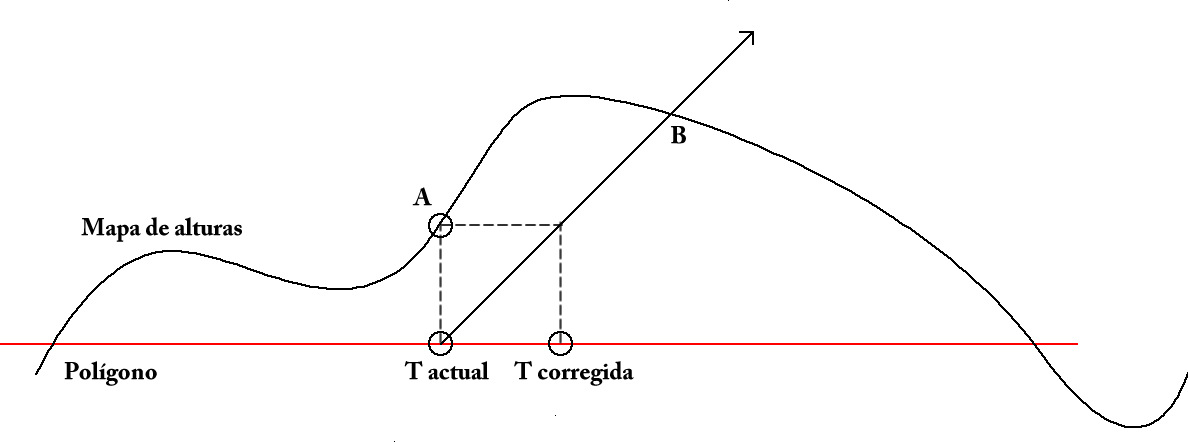 A
B
Mapa de alturas
Polígono
T actual
T corregida